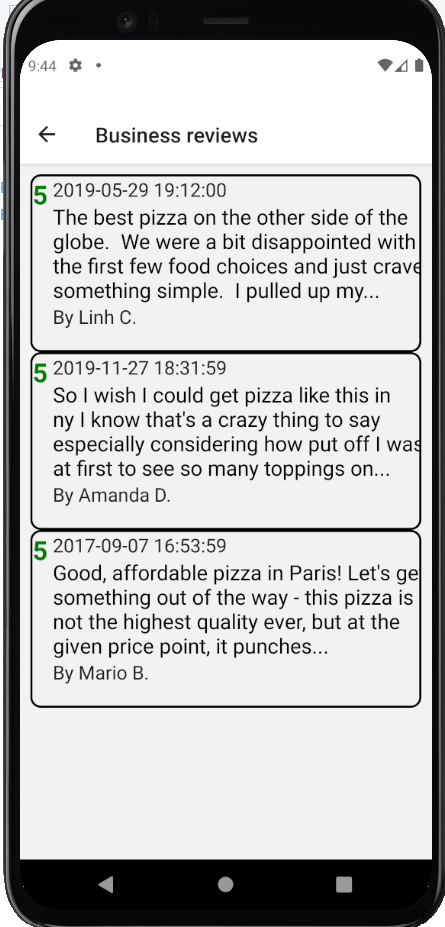 9:44
Business reviews
5 2019-05-29 19:12:00
The best pizza on the other side of the
globe.  We were a bit disappointed with
the first few food choices and just crave
something simple.  I pulled up my...
By Linh C.
5 2019-11-27 18:31:59
So I wish I could get pizza like this in
ny I know that's a crazy thing to say
especially considering how put off I was
at first to see so many toppings on...
By Amanda D.
5 2017-09-07 16:53:59
Good, affordable pizza in Paris! Let's ge
something out of the way - this pizza is
not the highest quality ever, but at the
given price point, it punches...
By Mario B.